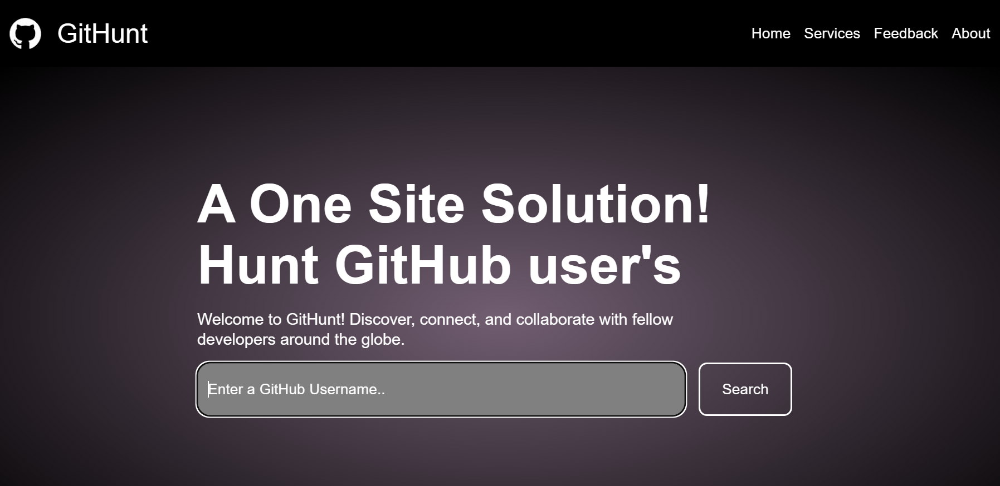 GitHunt
Home Services Feedback About
A One Site Solution!
Hunt GitHub user's
Welcome to GitHunt! Discover, connect, and collaborate with fellow
developers around the globe.
Enter a GitHub Username..
Search